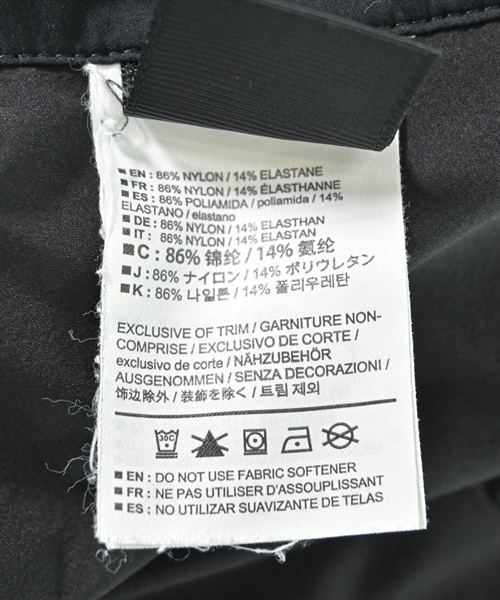 ■ EN: 86% NYLON / 14% ELASTANE
■ FR: 86% NYLON / 14% ÉLASTHANNE
■ ES: 86% POLIAMIDA / poliamida / 14%
ELASTANO / elastano
■ DE: 86% NYLON / 14% ELASTHAN
■ IT: 86% NYLON / 14% ELASTAN
■ C: 86% 锦纶 / 14% 氨纶
■ J: 86% ナイロン / 14% ポリウレタン
■ K: 86% 나일론 / 14% 폴리우레탄
EXCLUSIVE OF TRIM / GARNITURE NON-
COMPRISE / EXCLUSIVO DE CORTE /
exclusivo de corte / NÄHZUBEHÖR
AUSGENOMMEN / SENZA DECORAZIONI /
饰边除外 / 装飾を除く / 트림 제외
30C
■ EN: DO NOT USE FABRIC SOFTENER
■ FR: NE PAS UTILISER D'ASSOUPLISSANT
■ ES: NO UTILIZAR SUAVIZANTE DE TELAS